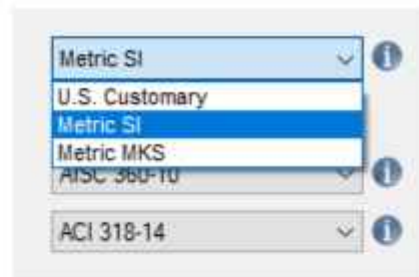 Metric SI
U.S. Customary
Metric SI
Metric MKS
AISC 360-10
ACI 318-14